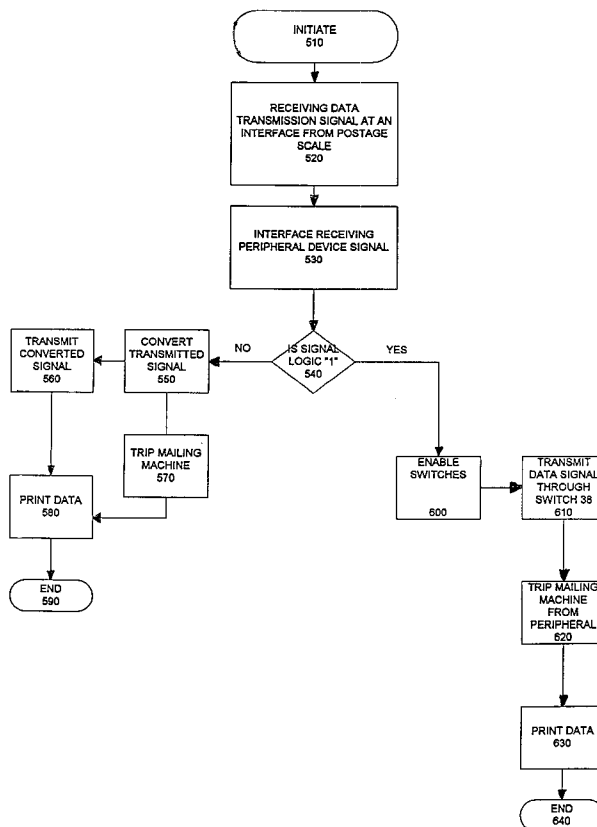 INITIATE
510
RECEIVING DATA
TRANSMISSION SIGNAL AT AN
INTERFACE FROM POSTAGE
SCALE
520
INTERFACE RECEIVING
PERIPHERAL DEVICE SIGNAL
530
IS SIGNAL
LOGIC "1"
540
NO
YES
CONVERT
TRANSMITTED
SIGNAL
550
TRANSMIT
CONVERTED
SIGNAL
560
TRIP MAILING
MACHINE
570
PRINT DATA
580
END
590
ENABLE
SWITCHES
600
TRANSMIT
DATA SIGNAL
THROUGH
SWITCH 38
610
TRIP MAILING
MACHINE
FROM
PERIPHERAL
620
PRINT DATA
630
END
640